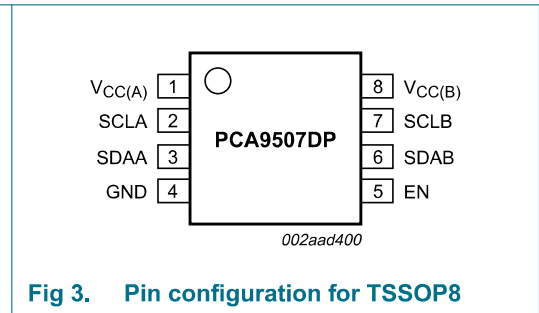 VCC(A) 1 8 VCC(B)
SCLA 2 7 SCLB
PCA9507DP
SDAA 3 6 SDAB
GND 4 5 EN
002aad400
Fig 3. Pin configuration for TSSOP8